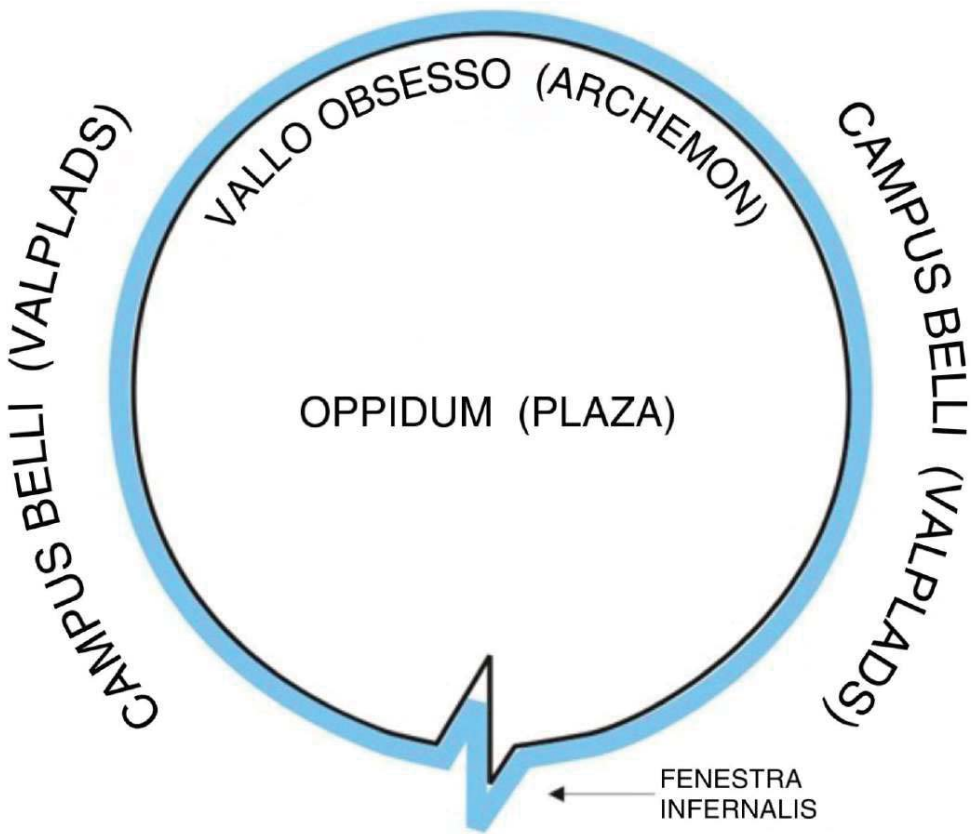 VALLO OBSESSO (ARCHEMON)
CAMPUS BELLI (VALPLADS)
CAMPUS BELLI (VALPLADS)
OPPIDUM (PLAZA)
FENESTRA
INFERNALIS